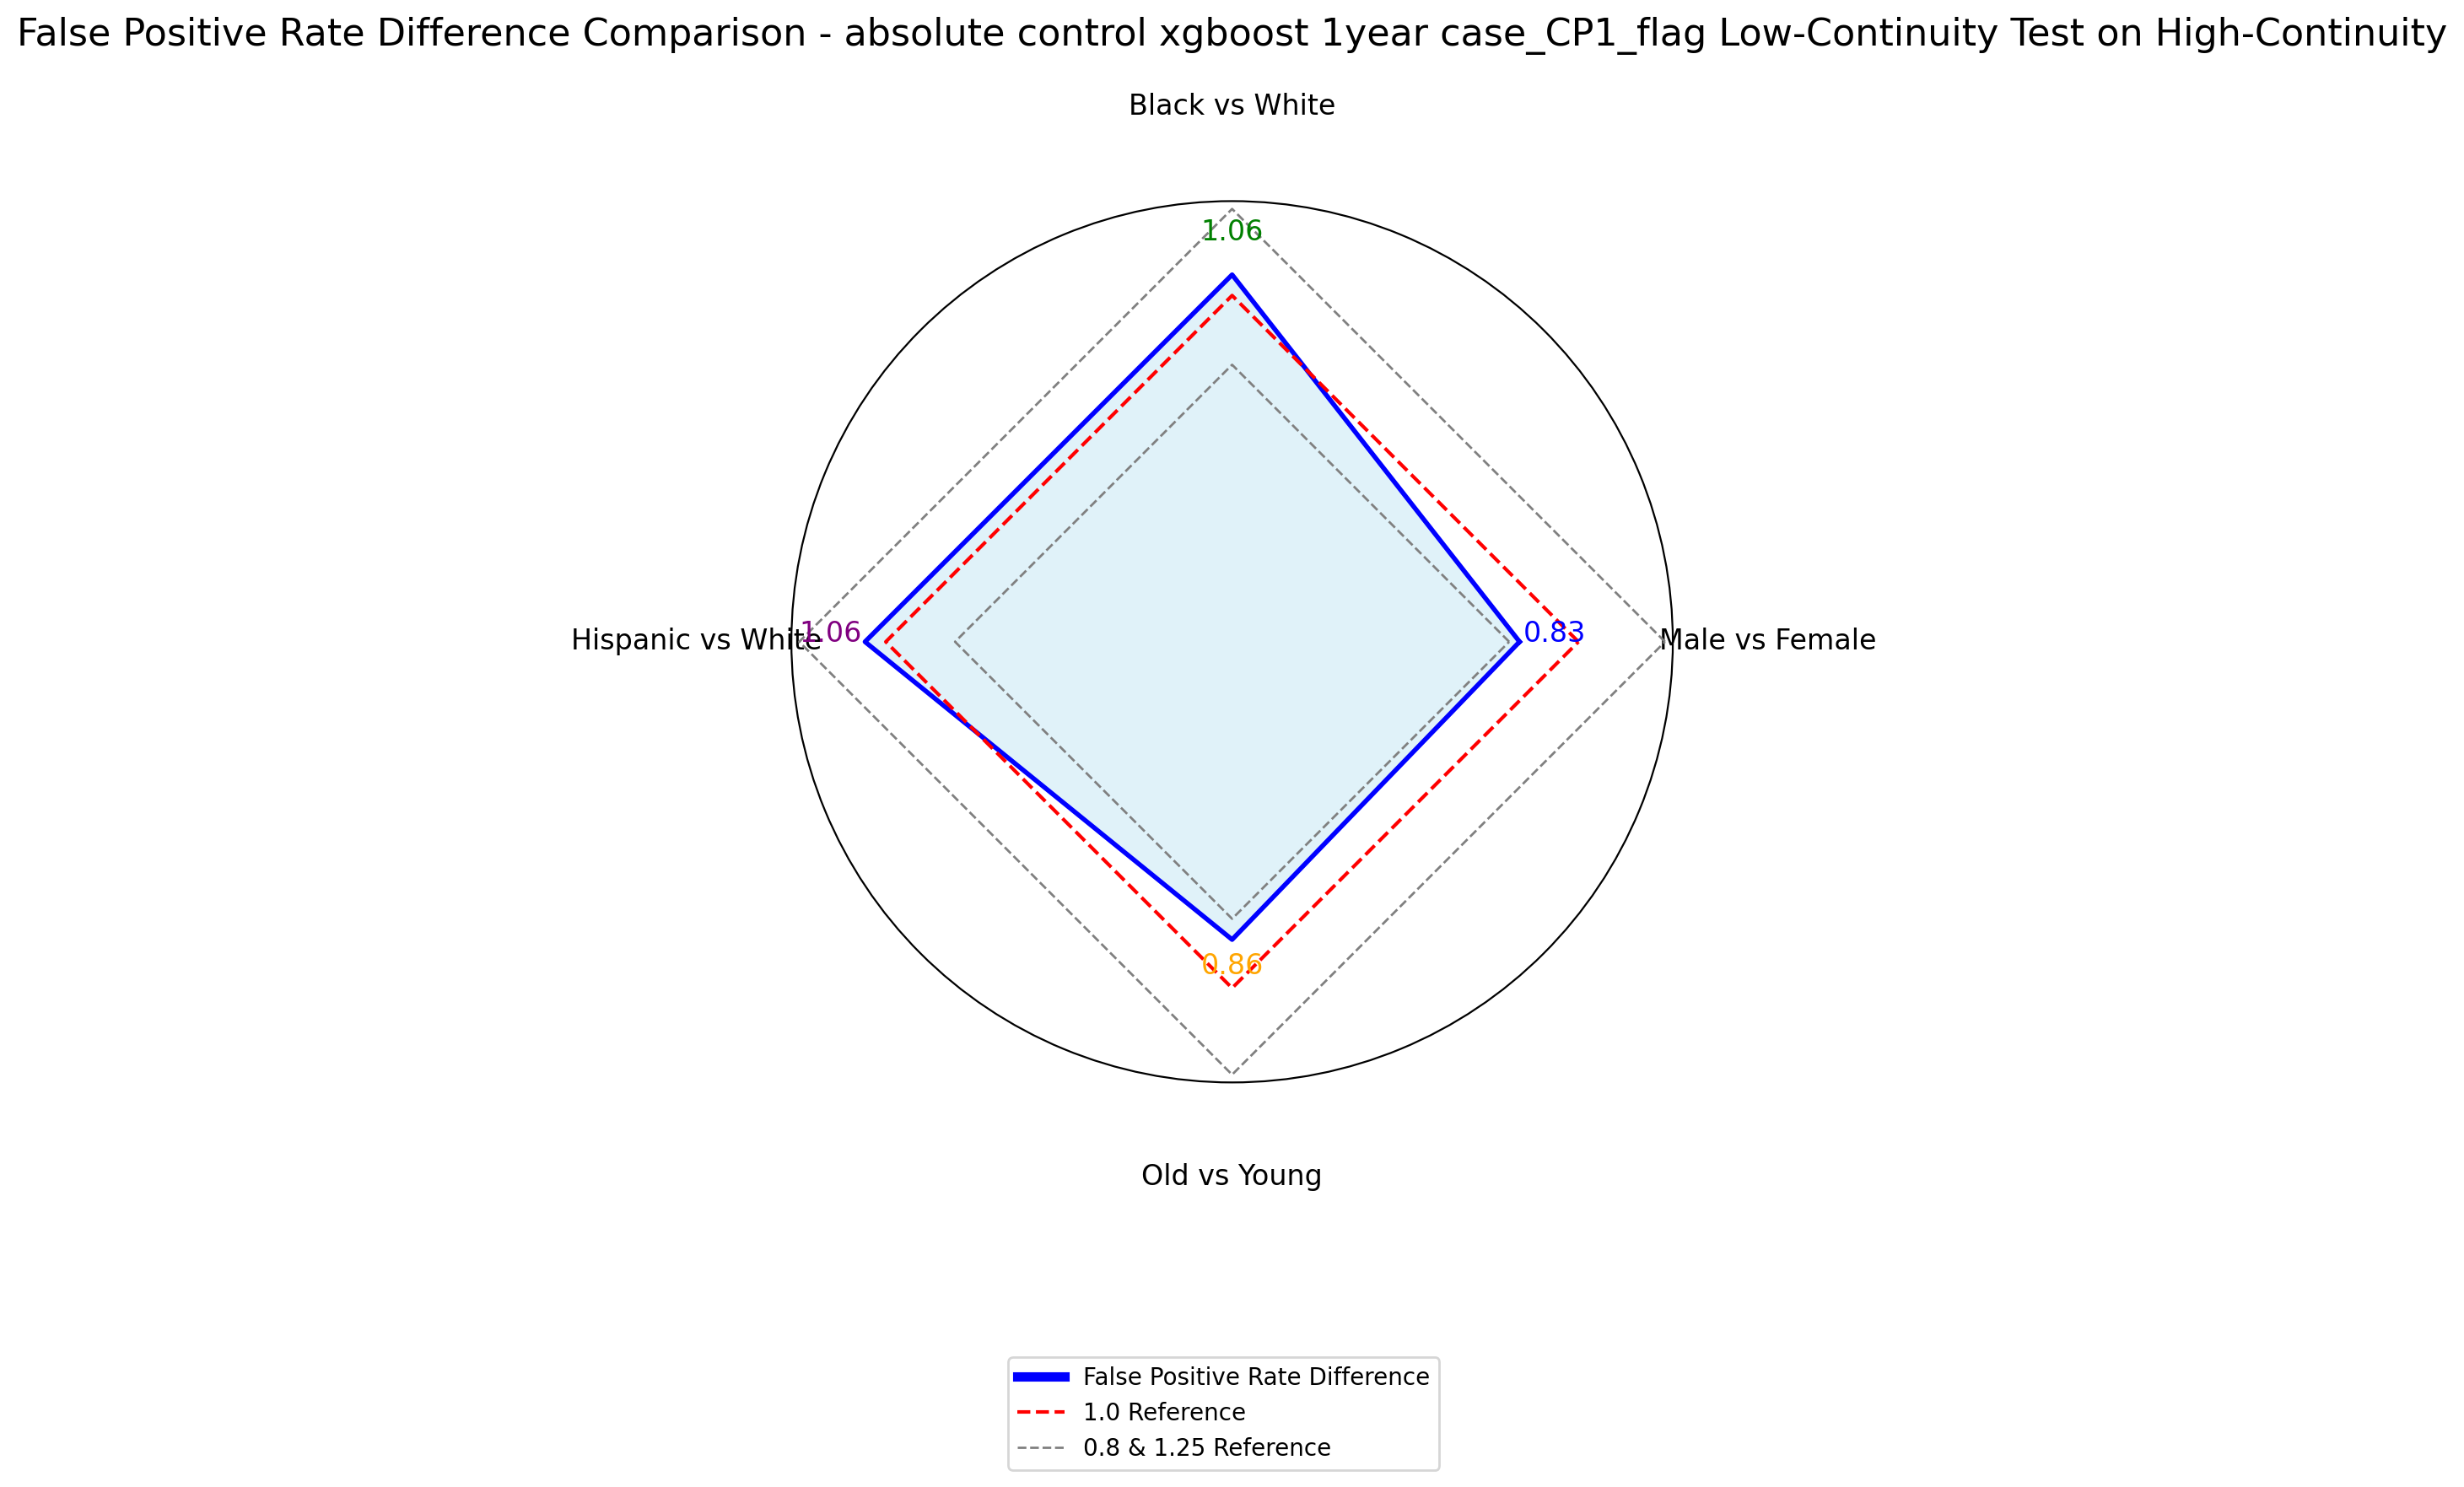 False Positive Rate Difference Comparison - absolute control xgboost 1year case_CP1_flag Low-Continuity Test on High-Continuity
Black vs White
1.06
Hispanic vs White
1.06
0.83
Male vs Female
0.86
Old vs Young
False Positive Rate Difference
1.0 Reference
0.8 & 1.25 Reference